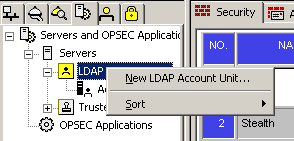 Security
Servers and OPSEC Applicatio
NO.
NA
Servers
LDAP
New LDAP Account Unit...
A
Sort
Truste
OPSEC Applications
2
Stealth